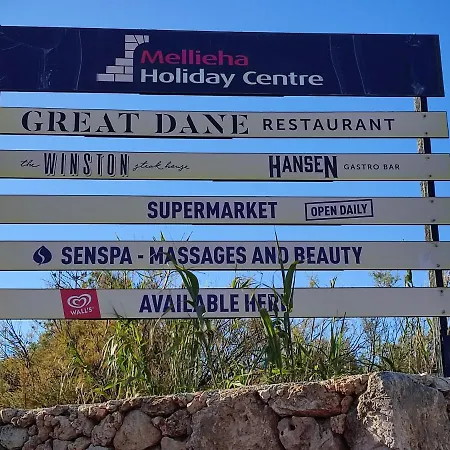 Mellieħa
Holiday Centre
GREAT DANE RESTAURANT
the WINSTON steak house HANSEN GASTRO BAR
SUPERMARKET OPEN DAILY
SENSPA - MASSAGES AND BEAUTY
WALL'S AVAILABLE HERE